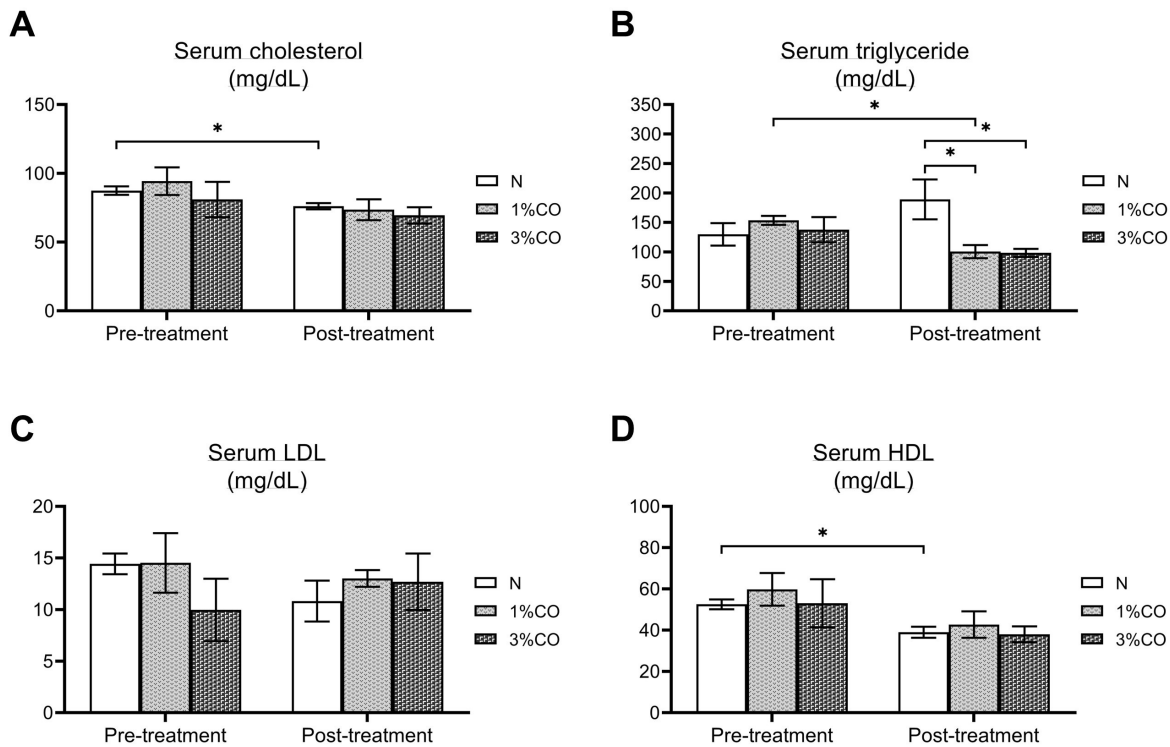 A
Serum cholesterol
(mg/dL)
150
100
50
0
*
Pre-treatment
Post-treatment
N
1%CO
3%CO
B
Serum triglyceride
(mg/dL)
350
300
250
200
150
100
50
0
*
*
*
Pre-treatment
Post-treatment
N
1%CO
3%CO
C
Serum LDL
(mg/dL)
20
15
10
5
0
Pre-treatment
Post-treatment
N
1%CO
3%CO
D
Serum HDL
(mg/dL)
100
80
60
40
20
0
*
Pre-treatment
Post-treatment
N
1%CO
3%CO